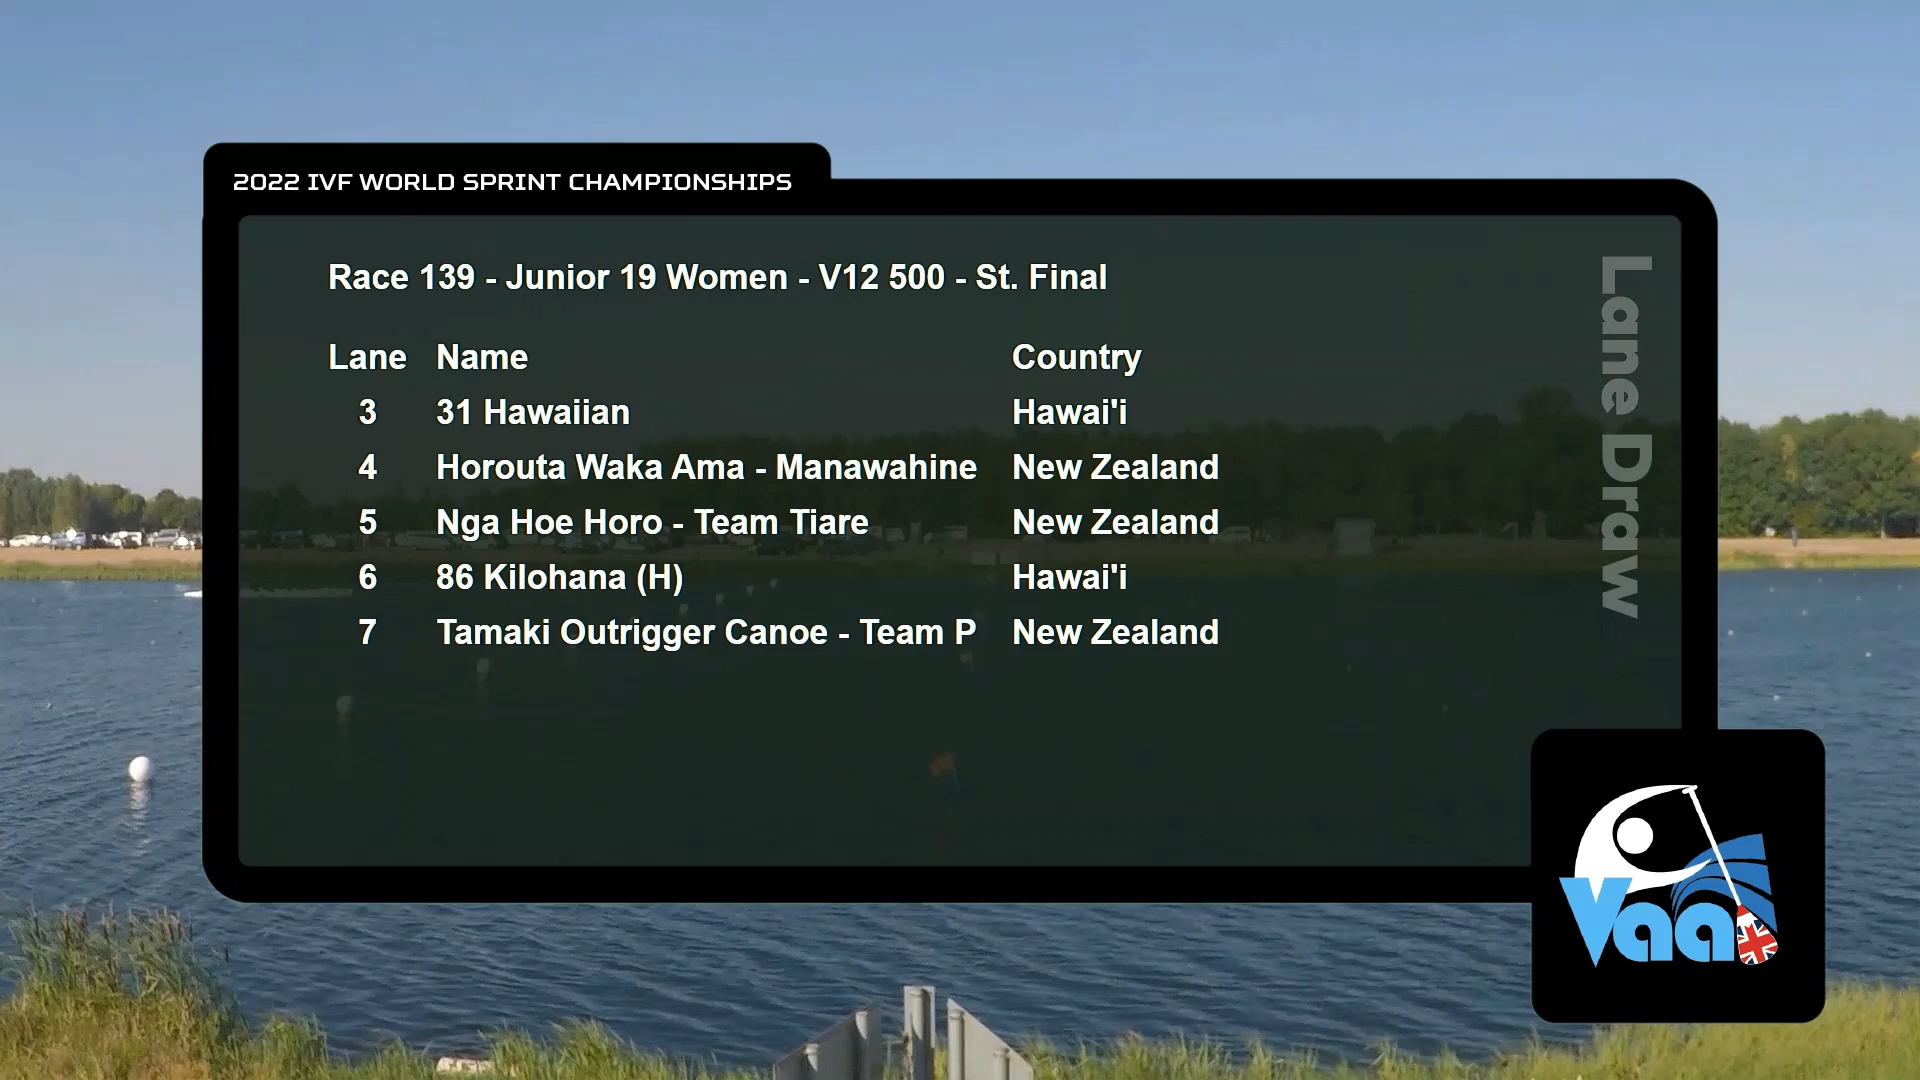 2022 IVF WORLD SPRINT CHAMPIONSHIPS
Race 139 - Junior 19 Women - V12 500 - St. Final
Lane Name Country
3 31 Hawaiian Hawai'i
4 Horouta Waka Ama - Manawahine New Zealand
5 Nga Hoe Horo - Team Tiare New Zealand
6 86 Kilohana (H) Hawai'i
7 Tamaki Outrigger Canoe - Team P New Zealand
Lane Draw
Vaa